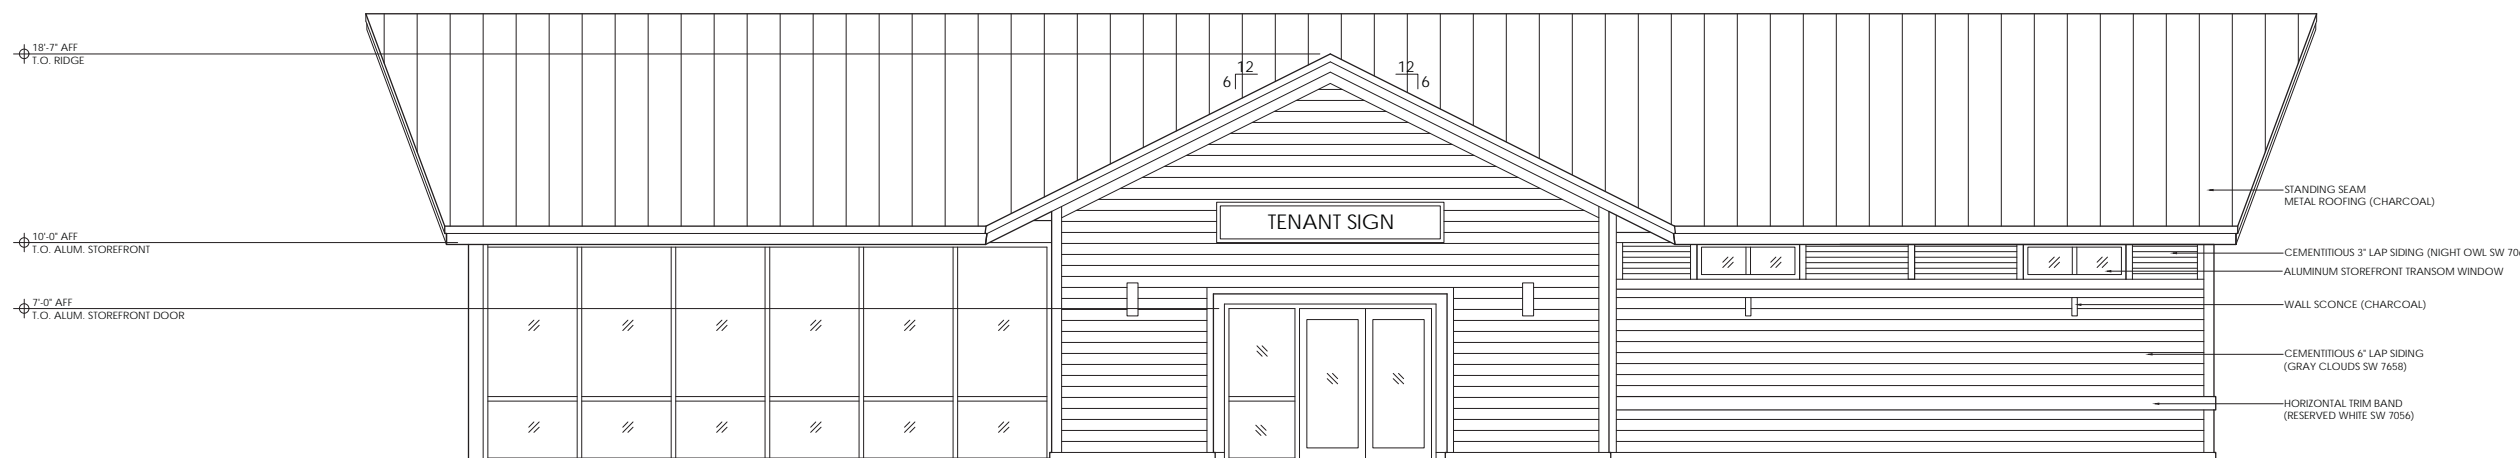 18'-7" AFF
T.O. RIDGE
12
6
12
6
TENANT SIGN
10'-0" AFF
T.O. ALUM. STOREFRONT
7'-0" AFF
T.O. ALUM. STOREFRONT DOOR
STANDING SEAM
METAL ROOFING (CHARCOAL)
CEMENTITIOUS 3" LAP SIDING (NIGHT OWL SW
ALUMINUM STOREFRONT TRANSOM WINDOW
WALL SCONCE (CHARCOAL)
CEMENTITIOUS 6" LAP SIDING
(GRAY CLOUDS SW 7658)
HORIZONTAL TRIM BAND
(RESERVED WHITE SW 7056)